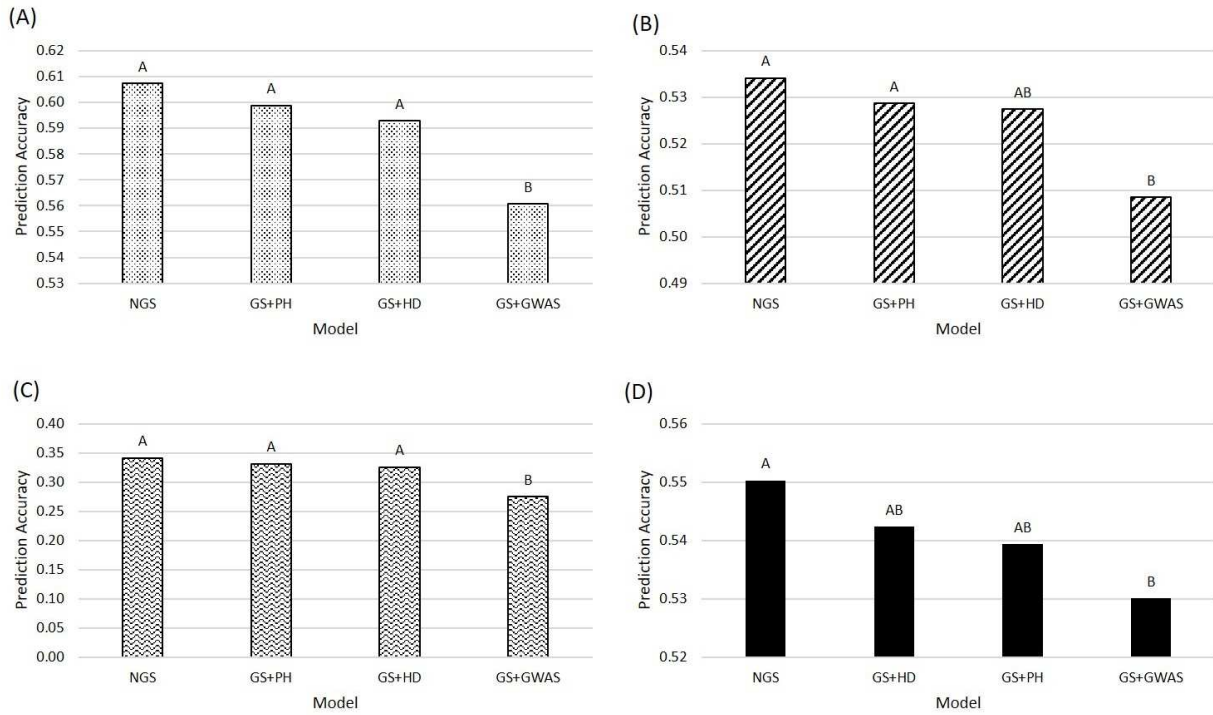 (A)
0.62
0.61
0.60
0.59
0.58
0.57
0.56
0.55
0.54
0.53
Prediction Accuracy
A
A
A
B
NGS GS+PH GS+HD GS+GWAS
Model
(B)
0.54
0.53
0.52
0.51
0.50
0.49
Prediction Accuracy
A
A
AB
B
NGS GS+PH GS+HD GS+GWAS
Model
(C)
0.40
0.35
0.30
0.25
0.20
0.15
0.10
0.05
0.00
Prediction Accuracy
A
A
A
B
NGS GS+PH GS+HD GS+GWAS
Model
(D)
0.56
0.55
0.54
0.53
0.52
Prediction Accuracy
A
AB
AB
B
NGS GS+HD GS+PH GS+GWAS
Model